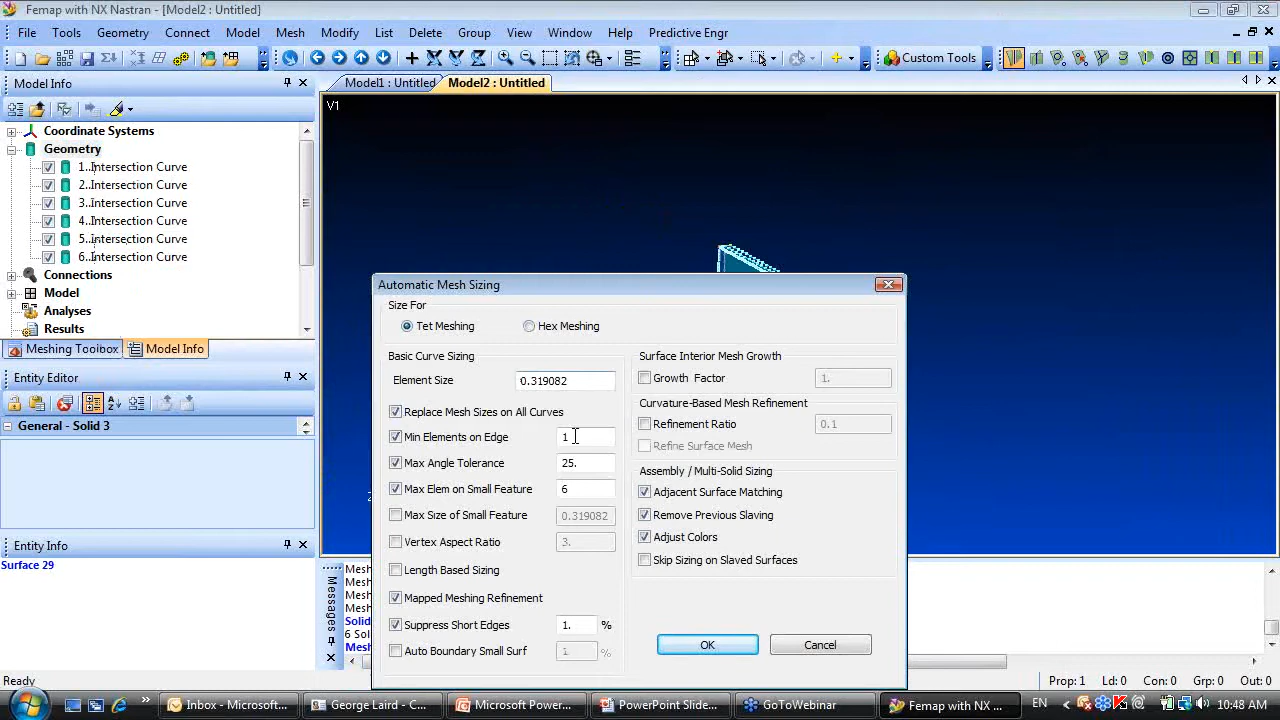 Femap with NX Nastran - [Model2 : Untitled]
File Tools Geometry Connect Model Mesh Modify List Delete Group View Window Help Predictive Engr
Custom Tools
Model Info
Model1 : Untitled Model2 : Untitled
V1
Coordinate Systems
Geometry
1..Intersection Curve
2..Intersection Curve
3..Intersection Curve
4..Intersection Curve
5..Intersection Curve
6..Intersection Curve
Connections
Model
Analyses
Results
Meshing Toolbox Model Info
Entity Editor
General - Solid 3
Entity Info
Surface 29
Automatic Mesh Sizing
Size For
Tet Meshing Hex Meshing
Basic Curve Sizing
Element Size 0.319082
Replace Mesh Sizes on All Curves
Min Elements on Edge 1
Max Angle Tolerance 25.
Max Elem on Small Feature 6
Max Size of Small Feature 0.319082
Vertex Aspect Ratio 3.
Length Based Sizing
Mapped Meshing Refinement
Suppress Short Edges 1. %
Auto Boundary Small Surf 1 %
Surface Interior Mesh Growth
Growth Factor 1.
Curvature-Based Mesh Refinement
Refinement Ratio 0.1
Refine Surface Mesh
Assembly / Multi-Solid Sizing
Adjacent Surface Matching
Remove Previous Slaving
Adjust Colors
Skip Sizing on Slaved Surfaces
OK Cancel
Messages
Mesh
Mesh
Mesh
Mesh
Solid
6 Sol
Mesh
Ready
Prop: 1 Ld: 0 Con: 0 Grp: 0 Out: 0
Inbox - Microsoft... George Laird - C... Microsoft Power... PowerPoint Slide... GoToWebinar Femap with NX ... EN 10:48 AM